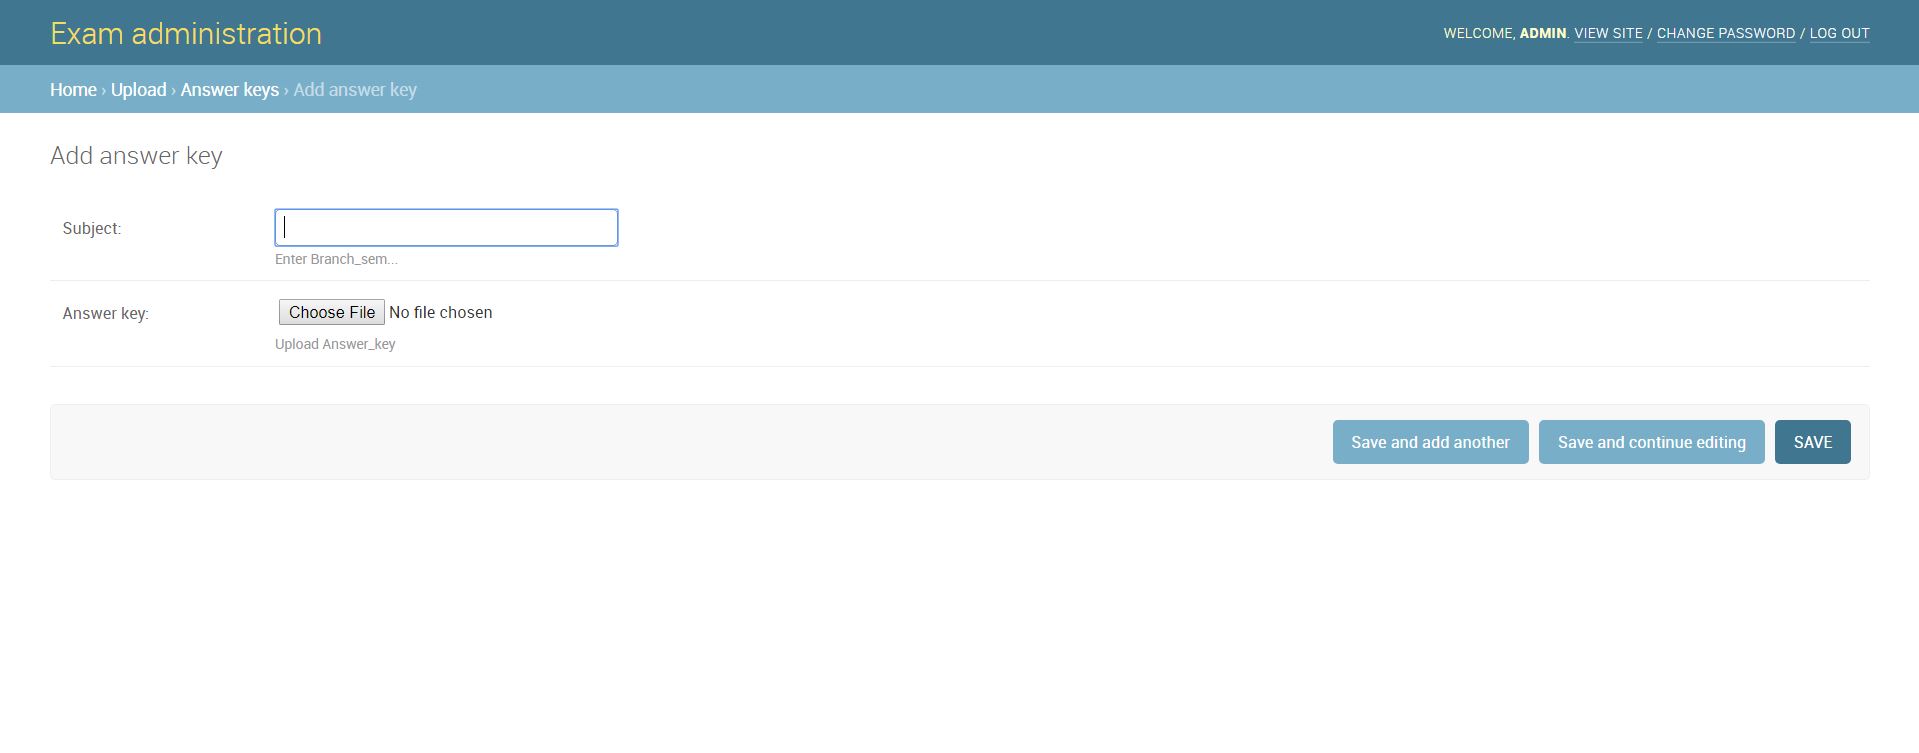 Exam administration
WELCOME, ADMIN. VIEW SITE / CHANGE PASSWORD / LOG OUT
Home › Upload › Answer keys › Add answer key
Add answer key
Subject:
Enter Branch_sem...
Answer key:
Choose File No file chosen
Upload Answer_key
Save and add another
Save and continue editing
SAVE